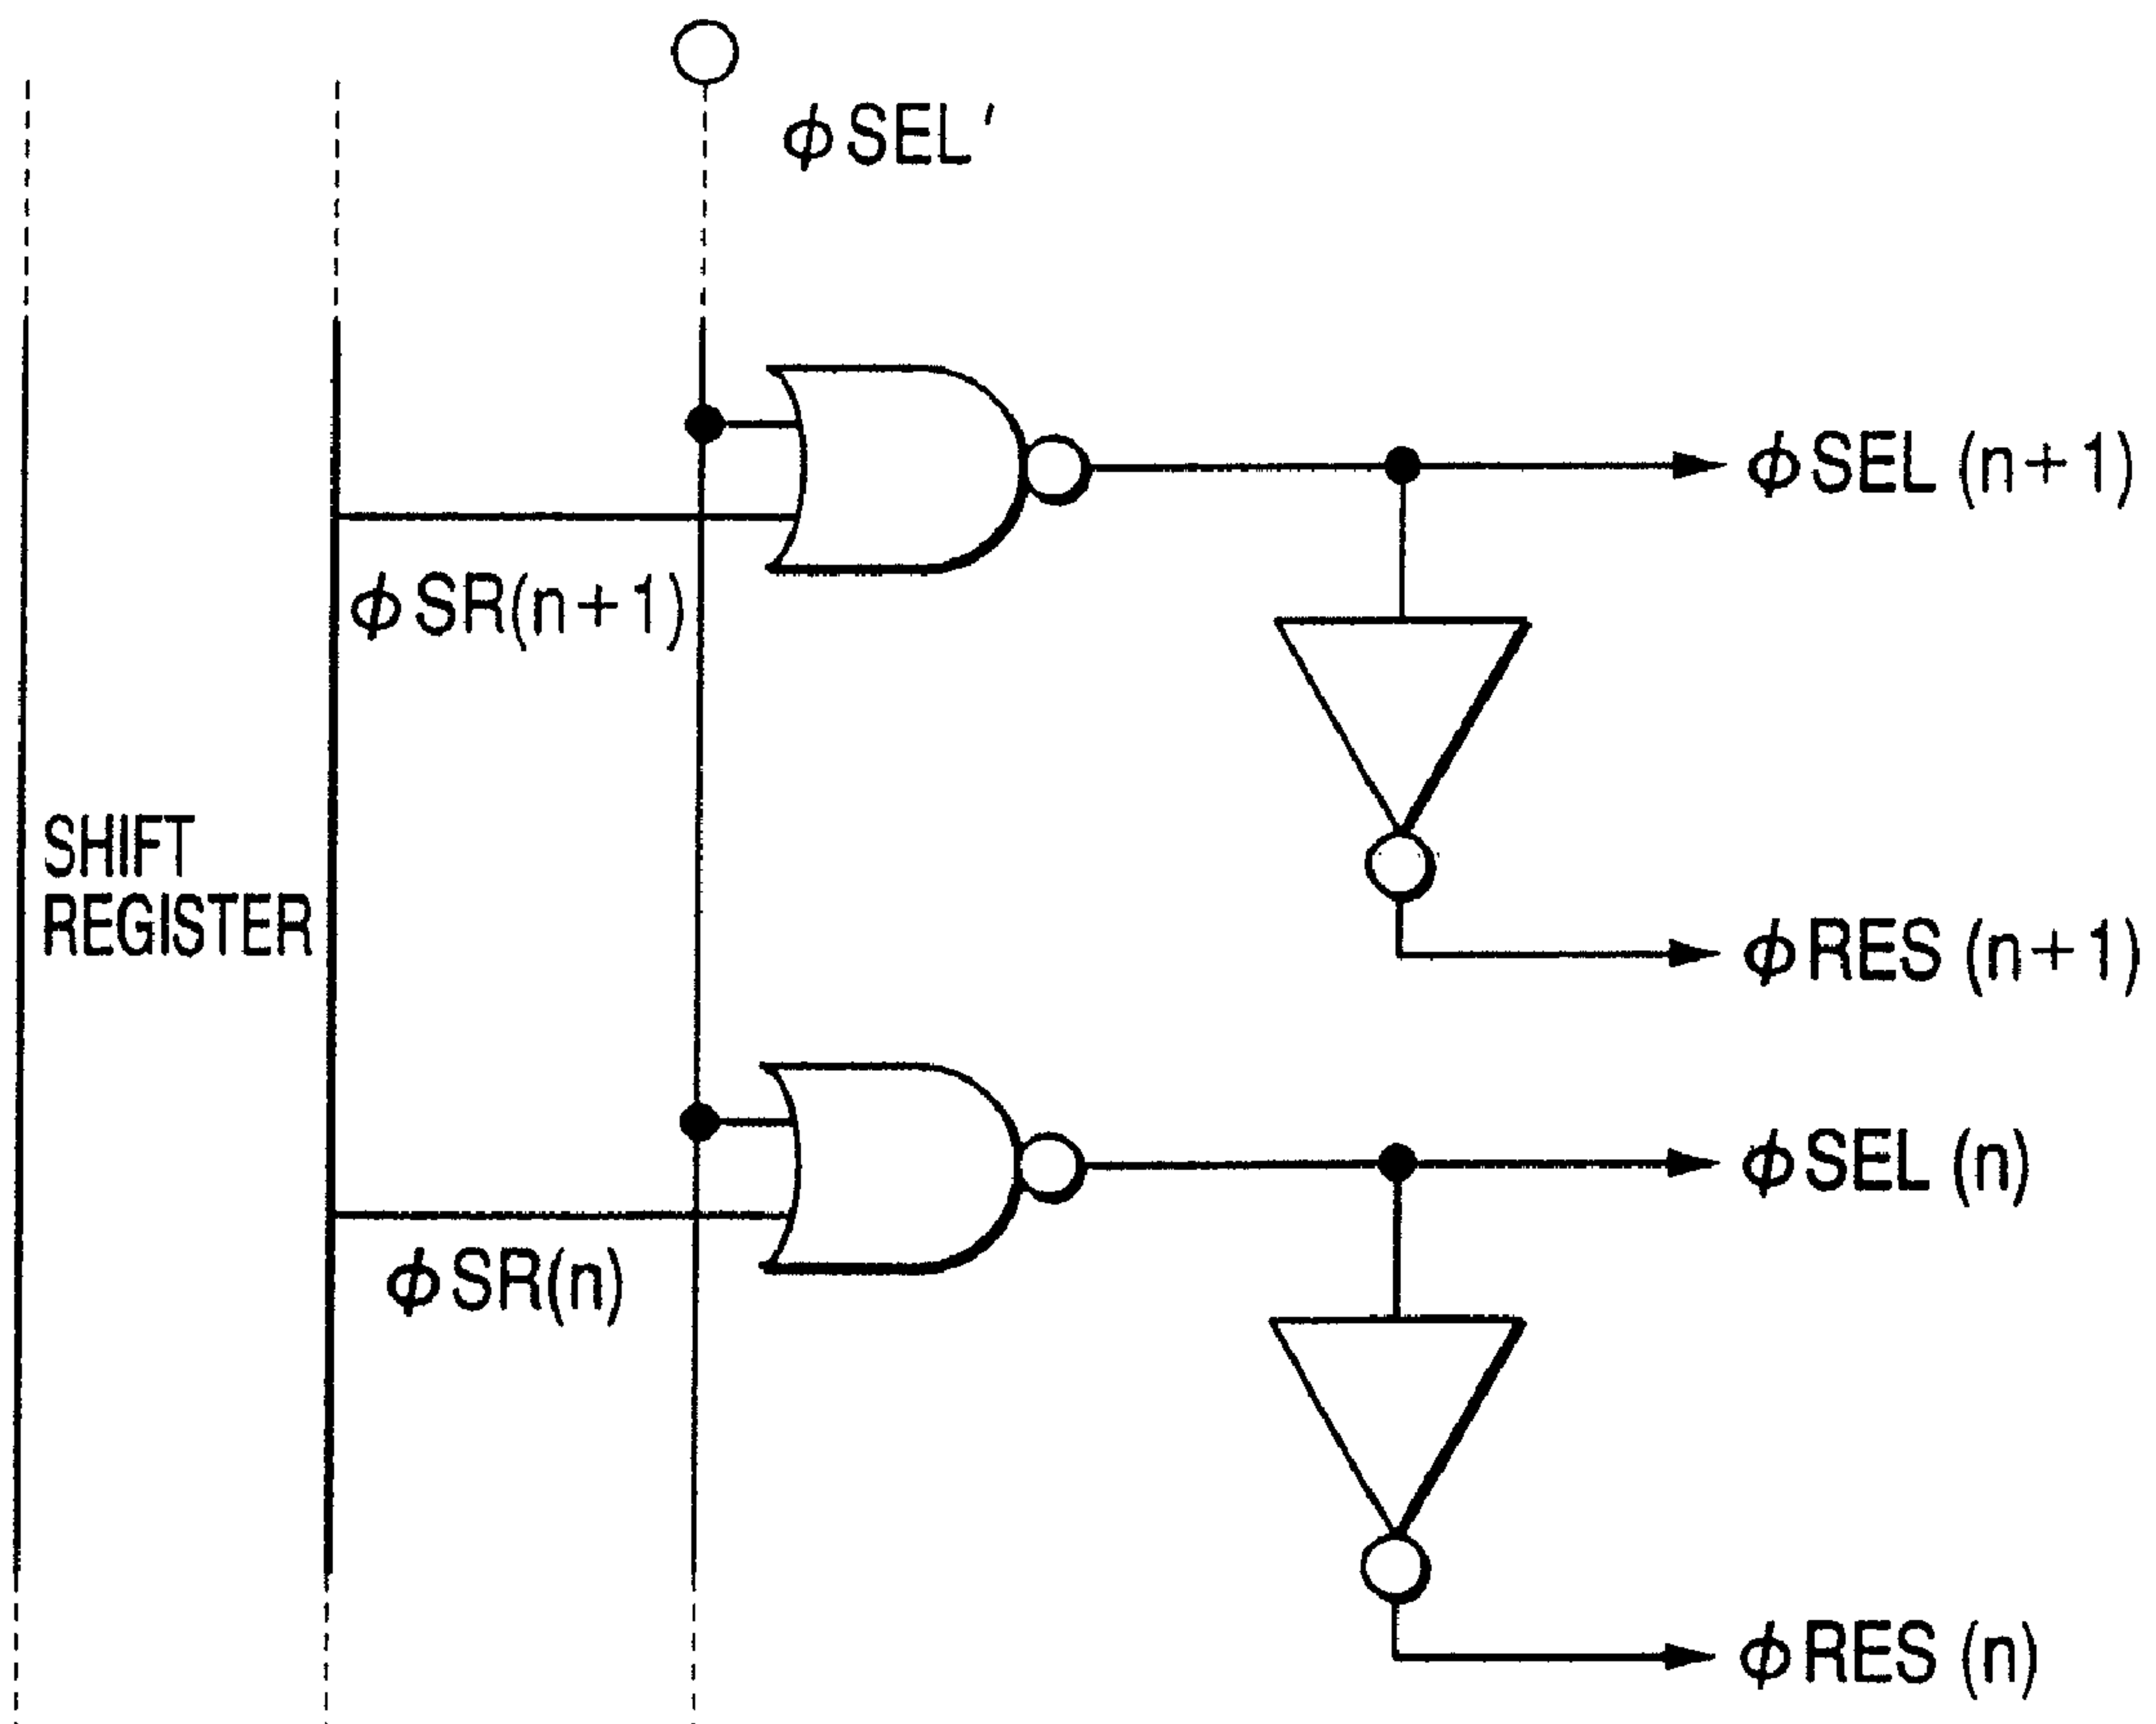 ϕSEL′
ϕSEL (n+1)
ϕSR(n+1)
SHIFT
REGISTER
ϕRES (n+1)
ϕSEL (n)
ϕSR(n)
ϕRES (n)